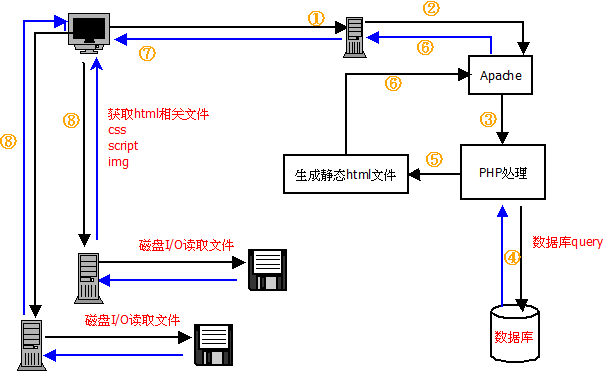 ①
②
⑦
⑥
Apache
⑥
③
⑧
⑧
获取html相关文件
css
script
img
⑤
生成静态html文件
PHP处理
磁盘I/O读取文件
④
数据库query
磁盘I/O读取文件
数据库